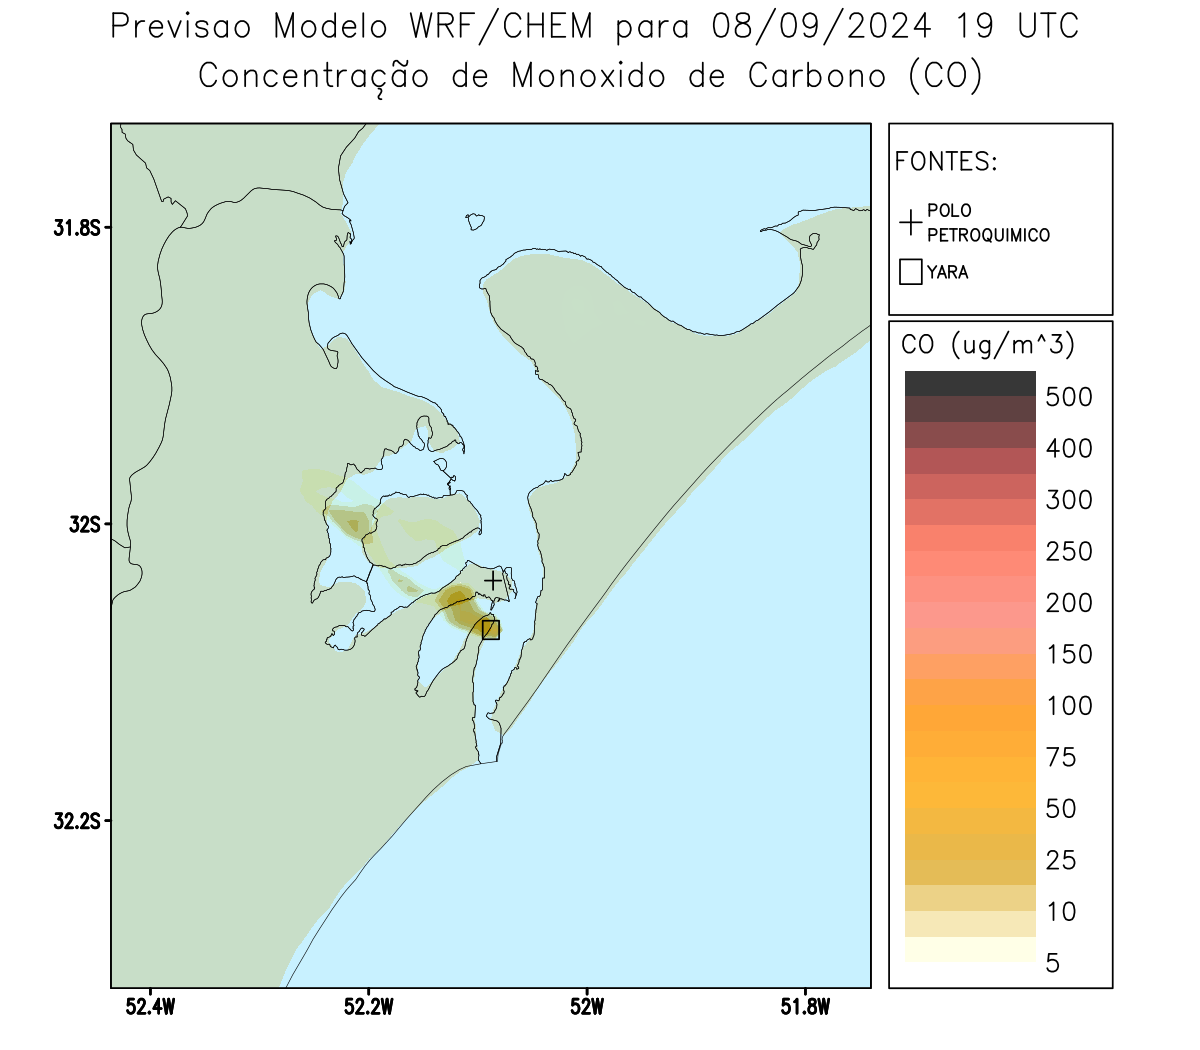 Previsao Modelo WRF/CHEM para 08/09/2024 19 UTC
Concentração de Monoxido de Carbono (CO)
FONTES:
POLO
PETROQUIMICO
YARA
CO (ug/m^3)
500
400
300
250
200
150
100
75
50
25
10
5
31.8S
32S
32.2S
52.4W
52.2W
52W
51.8W